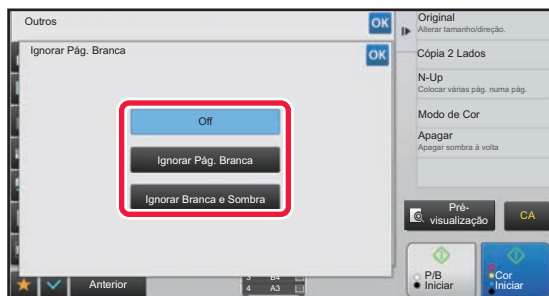 Outros
OK
Ignorar Pág. Branca
OK
Off
Ignorar Pág. Branca
Ignorar Branca e Sombra
Anterior
3 B4
4 A3
Original
Alterar tamanho/direção.
Cópia 2 Lados
N-Up
Colocar várias pág. numa pág.
Modo de Cor
Apagar
Apagar sombra à volta
Pré-
visualização
CA
P/B
Iniciar
Cor
Iniciar